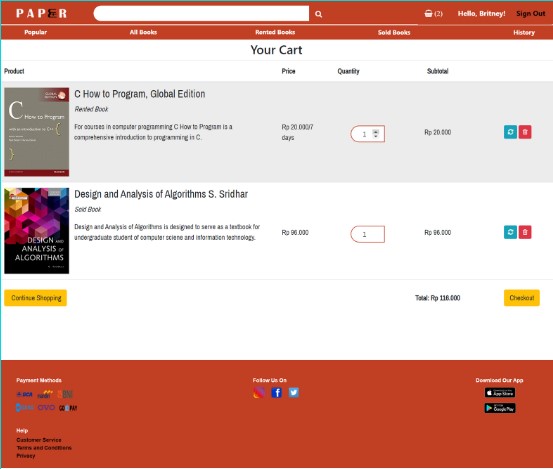 PAPER
(2) Hello, Britney! Sign Out
Popular All Books Rented Books Sold Books History
Your Cart
Product Price Quantity Subtotal
C How to Program
C How to Program, Global Edition
Rented Book
For courses in computer programming C How to Program is a
comprehensive introduction to programming in C.
Rp 20.000/7
days
1
Rp 20.000
DESIGN AND
ANALYSIS OF
ALGORITHMS
Design and Analysis of Algorithms S. Sridhar
Sold Book
Design and Analysis of Algorithms is designed to serve as a textbook for
undergraduate student of computer sciene and information technology.
Rp 96.000
1
Rp 96.000
Continue Shopping Total: Rp 116.000 Checkout
Payment Methods Follow Us On Download Our App
BCA
App Store
OVO GOPAY
Google Play
Help
Customer Service
Terms and Conditions
Privacy